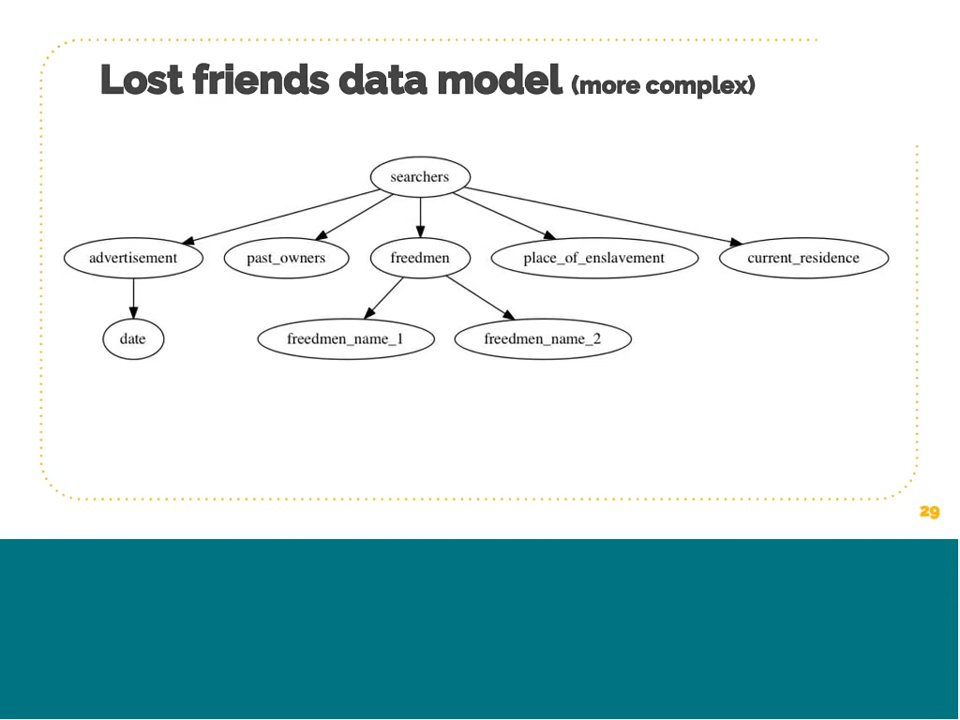 Lost friends data model (more complex)
searchers
advertisement past_owners freedmen place_of_enslavement current_residence
date freedmen_name_1 freedmen_name_2
29